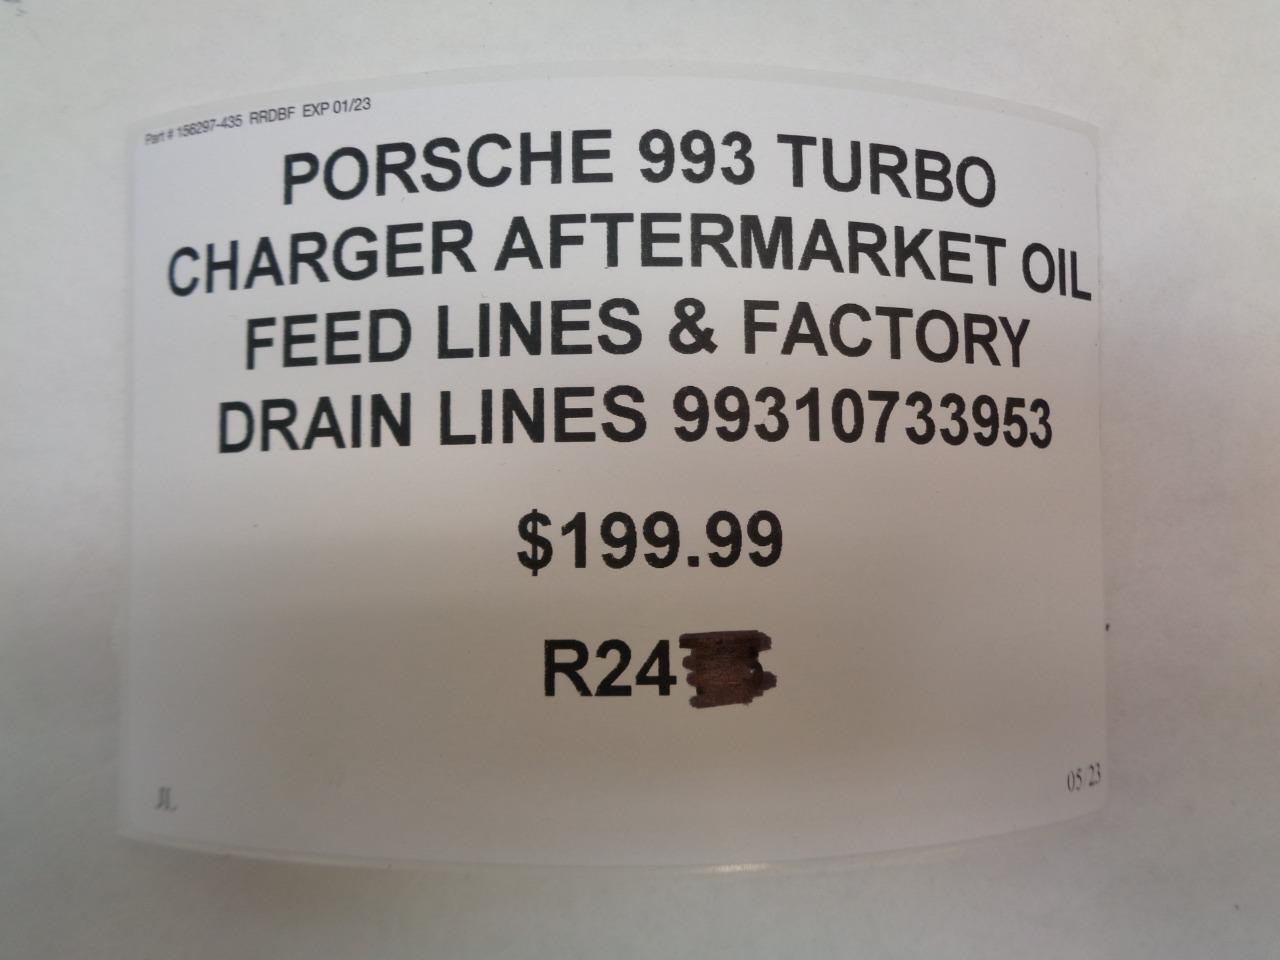 Part # 156297-435 RRDBF EXP 01/23
PORSCHE 993 TURBO
CHARGER AFTERMARKET OIL
FEED LINES & FACTORY
DRAIN LINES 99310733953
$199.99
R24
JL
05/23